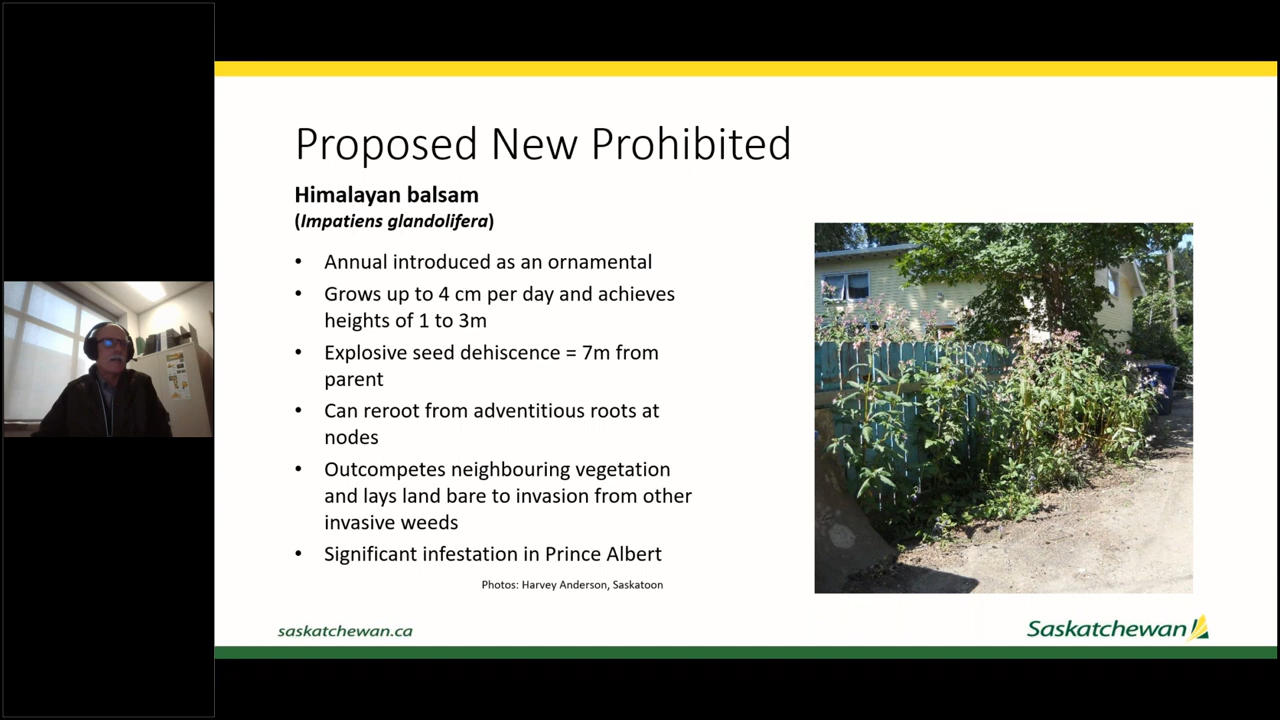 Proposed New Prohibited
Himalayan balsam
(Impatiens glandolifera)
• Annual introduced as an ornamental
• Grows up to 4 cm per day and achieves
heights of 1 to 3m
• Explosive seed dehiscence = 7m from
parent
• Can reroot from adventitious roots at
nodes
• Outcompetes neighbouring vegetation
and lays land bare to invasion from other
invasive weeds
• Significant infestation in Prince Albert
Photos: Harvey Anderson, Saskatoon
saskatchewan.ca
Saskatchewan